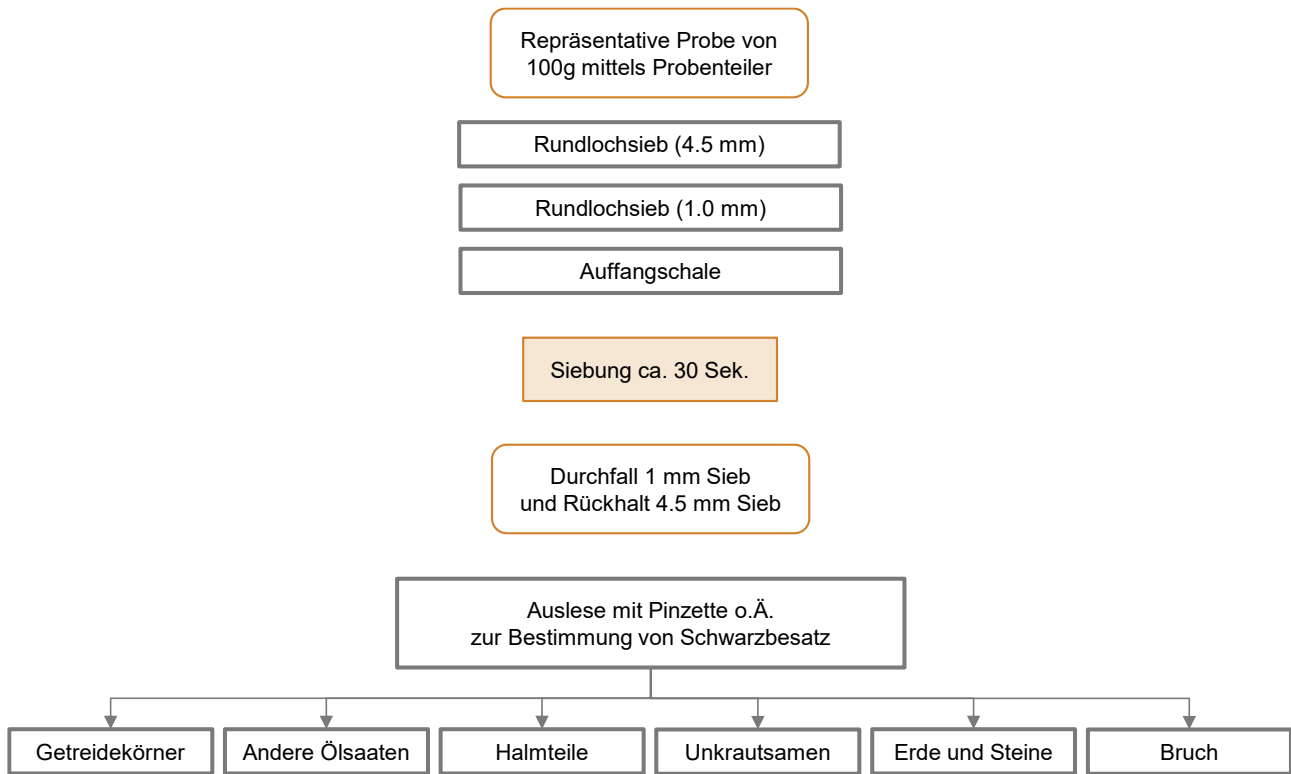 Repräsentative Probe von
100g mittels Probenteiler
Rundlochsieb (4.5 mm)
Rundlochsieb (1.0 mm)
Auffangschale
Siebung ca. 30 Sek.
Durchfall 1 mm Sieb
und Rückhalt 4.5 mm Sieb
Auslese mit Pinzette o.Ä.
zur Bestimmung von Schwarzbesatz
Getreidekörner
Andere Ölsaaten
Halmteile
Unkrautsamen
Erde und Steine
Bruch